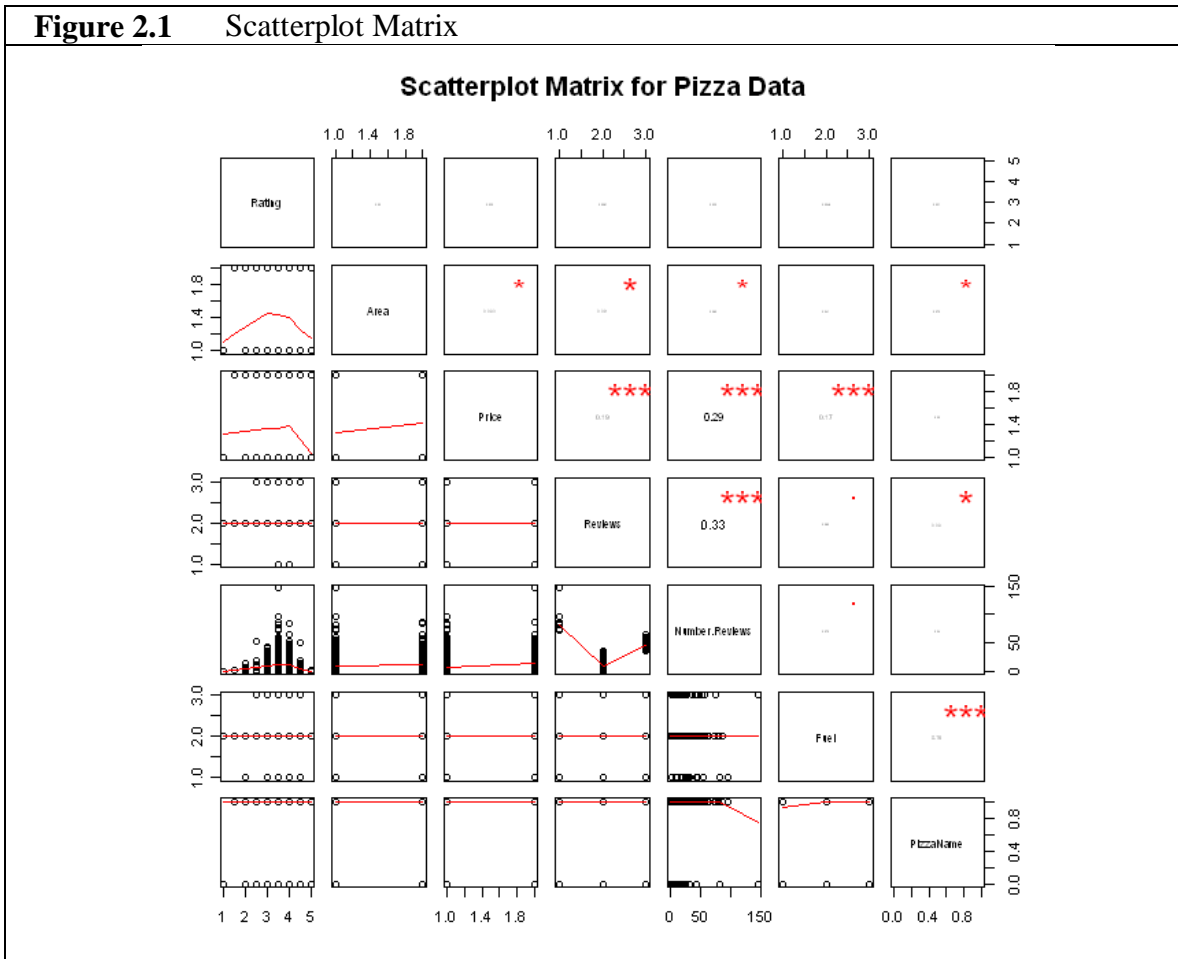 Figure 2.1 Scatterplot Matrix
Scatterplot Matrix for Pizza Data
1.0 1.4 1.8 1.0 2.0 3.0 1.0 2.0 3.0
Rating
1 2 3 4 5
1.0 1.4 1.8
Area
* * * *
Price
*** *** ***
0.19 0.29 0.17
1.0 1.4 1.8
1.0 2.0 3.0
Reviews
*** *
0.33
Number.Reviews
0 50 150
1.0 2.0 3.0
Fuel
***
PizzaName
0.0 0.4 0.8
1 2 3 4 5 1.0 1.4 1.8 0 50 150 0.0 0.4 0.8